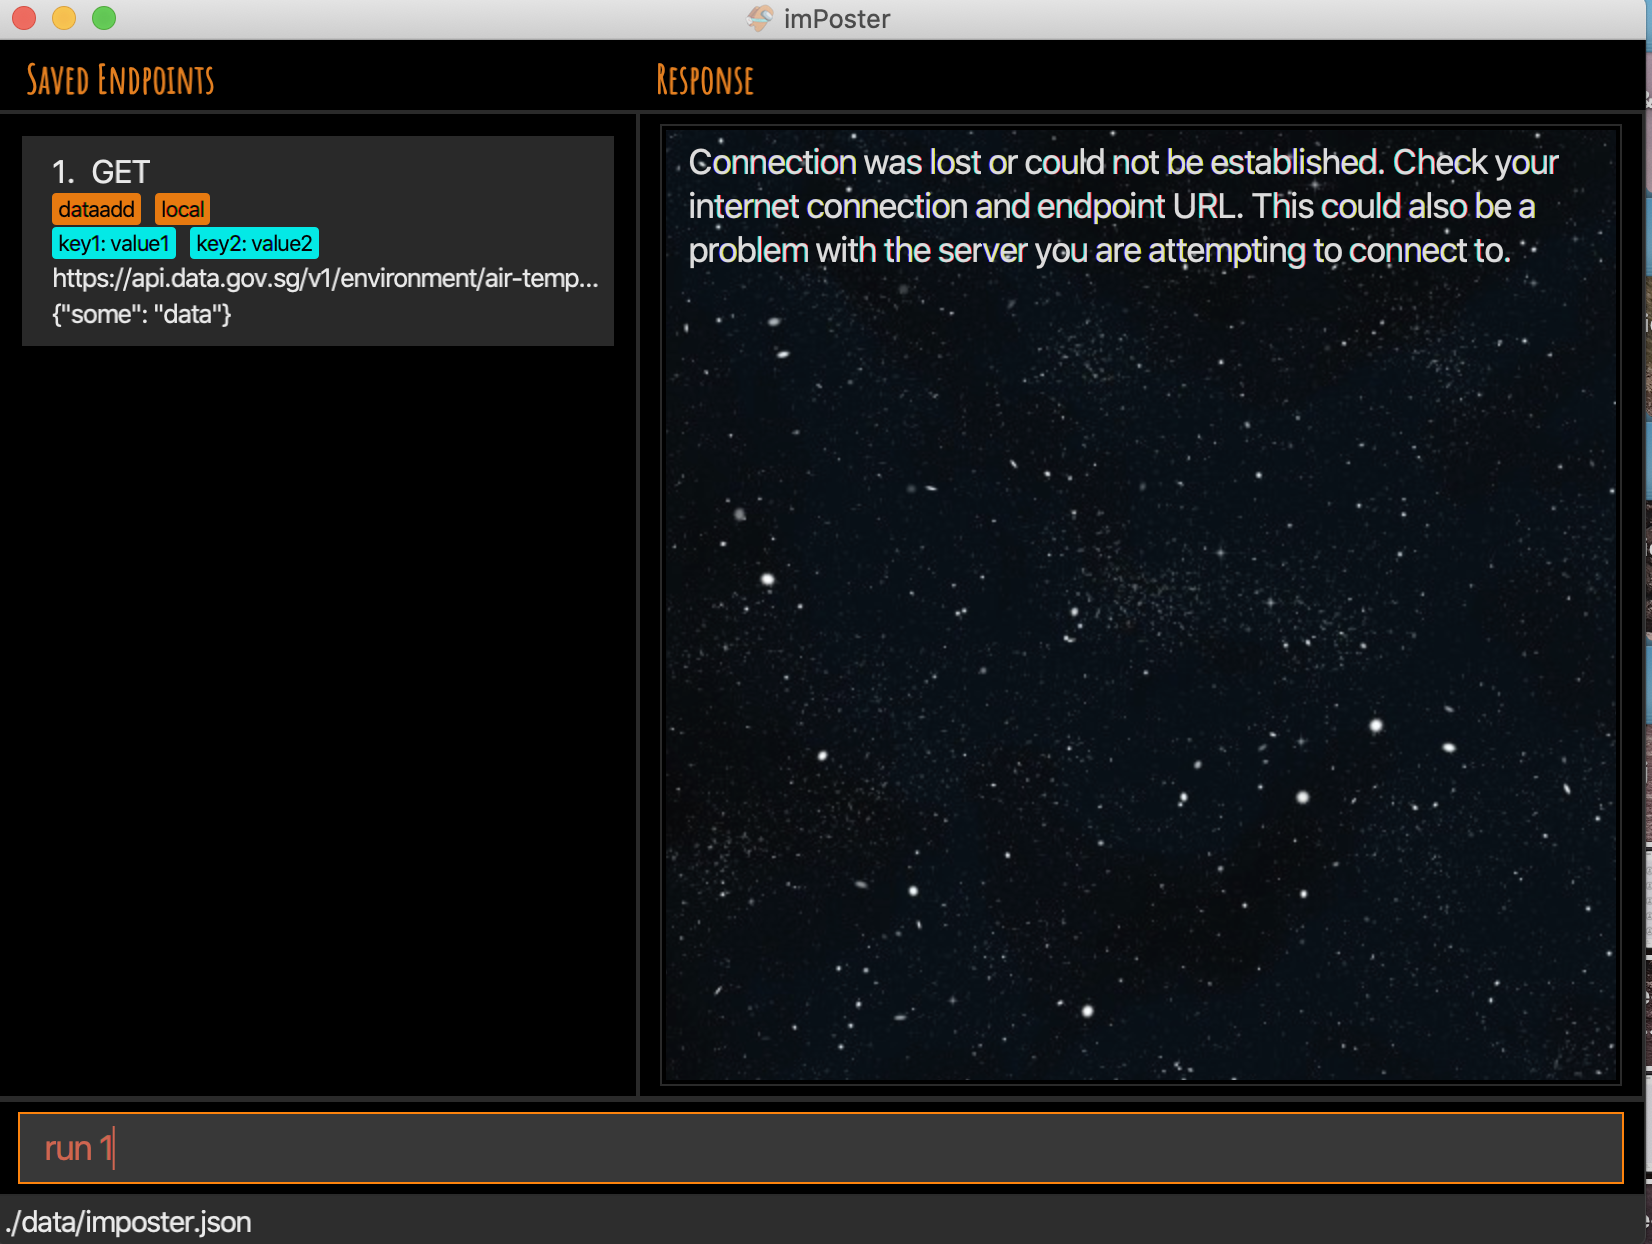 imPoster
Saved Endpoints
Response
1. GET
dataadd local
key1: value1 key2: value2
https://api.data.gov.sg/v1/environment/air-temp...
{"some": "data"}
Connection was lost or could not be established. Check your
internet connection and endpoint URL. This could also be a
problem with the server you are attempting to connect to.
run 1
./data/imposter.json